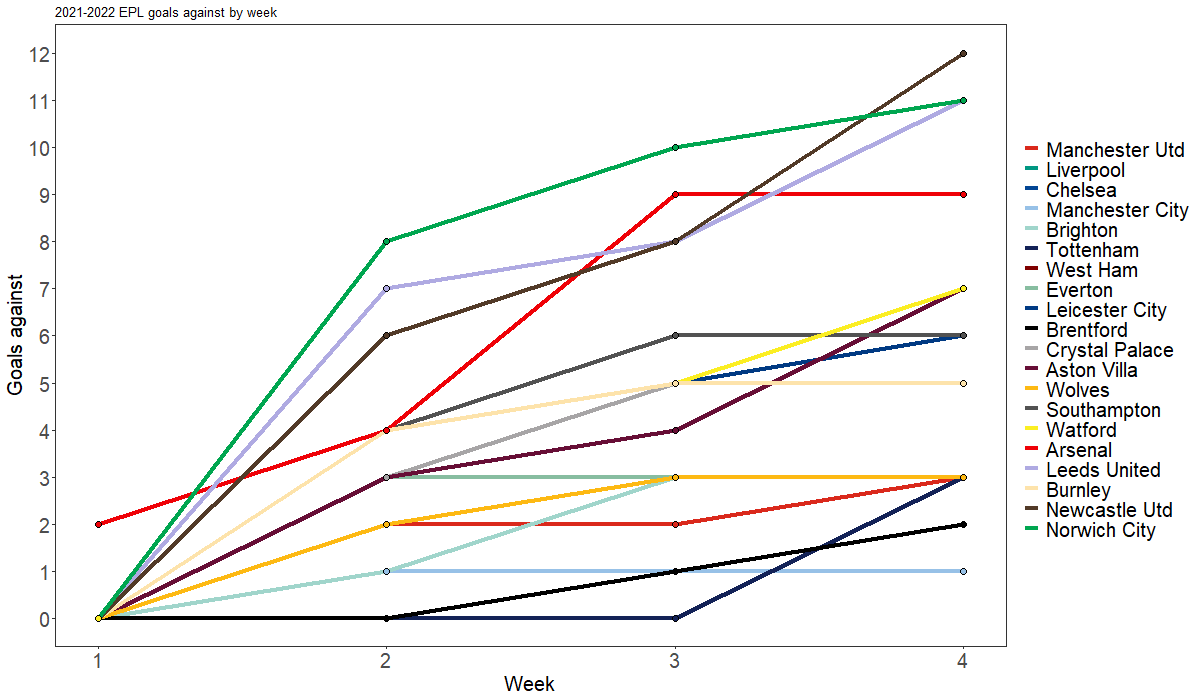 2021-2022 EPL goals against by week
12
11
10
9
8
7
6
5
4
3
2
1
0
Goals against
1 2 3 4
Week
Manchester Utd
Liverpool
Chelsea
Manchester City
Brighton
Tottenham
West Ham
Everton
Leicester City
Brentford
Crystal Palace
Aston Villa
Wolves
Southampton
Watford
Arsenal
Leeds United
Burnley
Newcastle Utd
Norwich City